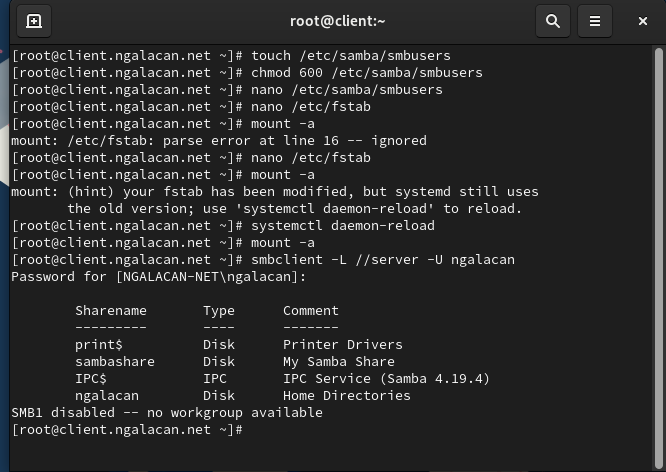 root@client:~
[root@client.ngalacan.net ~]# touch /etc/samba/smbusers
[root@client.ngalacan.net ~]# chmod 600 /etc/samba/smbusers
[root@client.ngalacan.net ~]# nano /etc/samba/smbusers
[root@client.ngalacan.net ~]# nano /etc/fstab
[root@client.ngalacan.net ~]# mount -a
mount: /etc/fstab: parse error at line 16 -- ignored
[root@client.ngalacan.net ~]# nano /etc/fstab
[root@client.ngalacan.net ~]# mount -a
mount: (hint) your fstab has been modified, but systemd still uses
       the old version; use 'systemctl daemon-reload' to reload.
[root@client.ngalacan.net ~]# systemctl daemon-reload
[root@client.ngalacan.net ~]# mount -a
[root@client.ngalacan.net ~]# smbclient -L //server -U ngalacan
Password for [NGALACAN-NET\ngalacan]:
        Sharename       Type      Comment
        ---------       ----      -------
        print$          Disk      Printer Drivers
        sambashare      Disk      My Samba Share
        IPC$            IPC       IPC Service (Samba 4.19.4)
        ngalacan        Disk      Home Directories
SMB1 disabled -- no workgroup available
[root@client.ngalacan.net ~]#